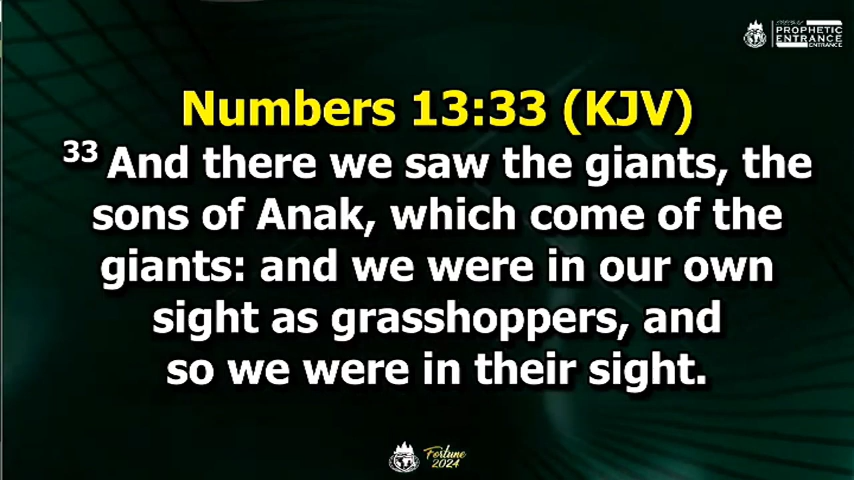 PROPHETIC
ENTRANCE
ENTRANCE
Numbers 13:33 (KJV)
33 And there we saw the giants, the
sons of Anak, which come of the
giants: and we were in our own
sight as grasshoppers, and
so we were in their sight.
Fortune
2024